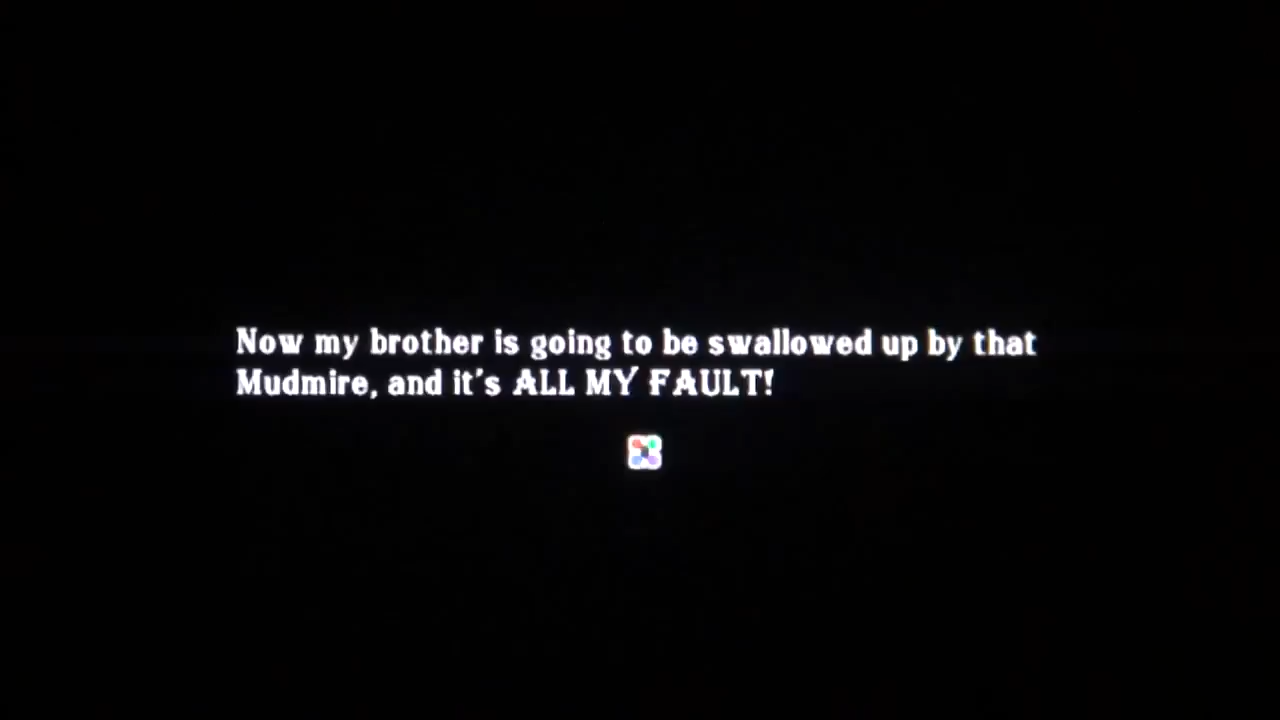 Now my brother is going to be swallowed up by that
Mudmire, and it's ALL MY FAULT!